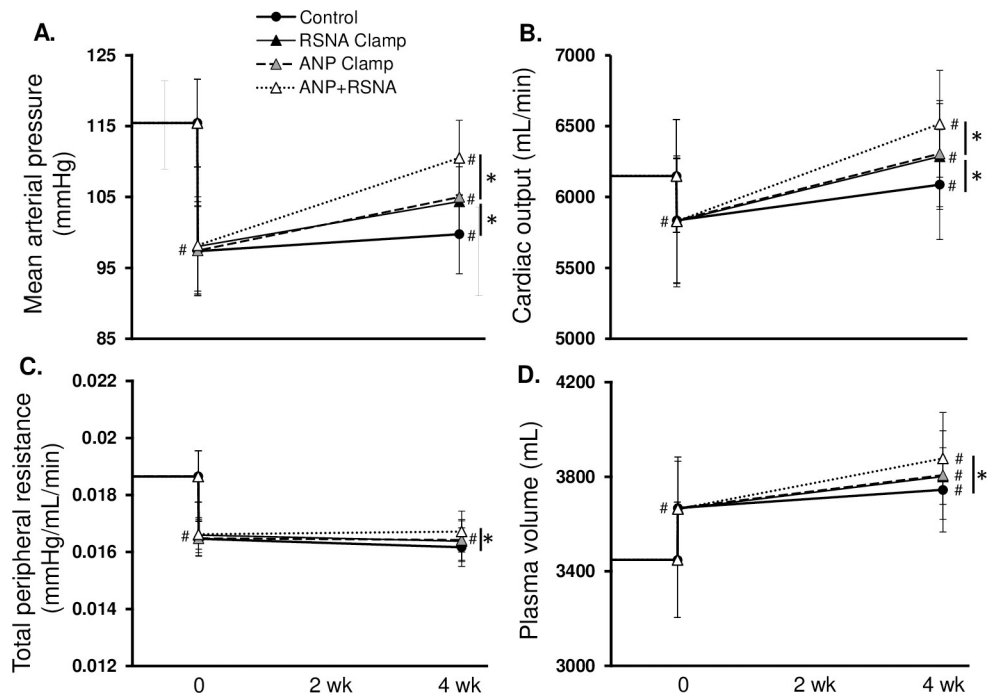 A.
Control
RSNA Clamp
ANP Clamp
ANP+RSNA
Mean arterial pressure
(mmHg)
125
115
105
95
85
#
#
*
#
*
#
B.
Cardiac output (mL/min)
7000
6500
6000
5500
5000
#
#
*
#
*
#
C.
Total peripheral resistance
(mmHg/mL/min)
0.022
0.02
0.018
0.016
0.014
0.012
#
#
*
0
2 wk
4 wk
D.
Plasma volume (mL)
4200
3800
3400
3000
#
#
#
*
#
0
2 wk
4 wk